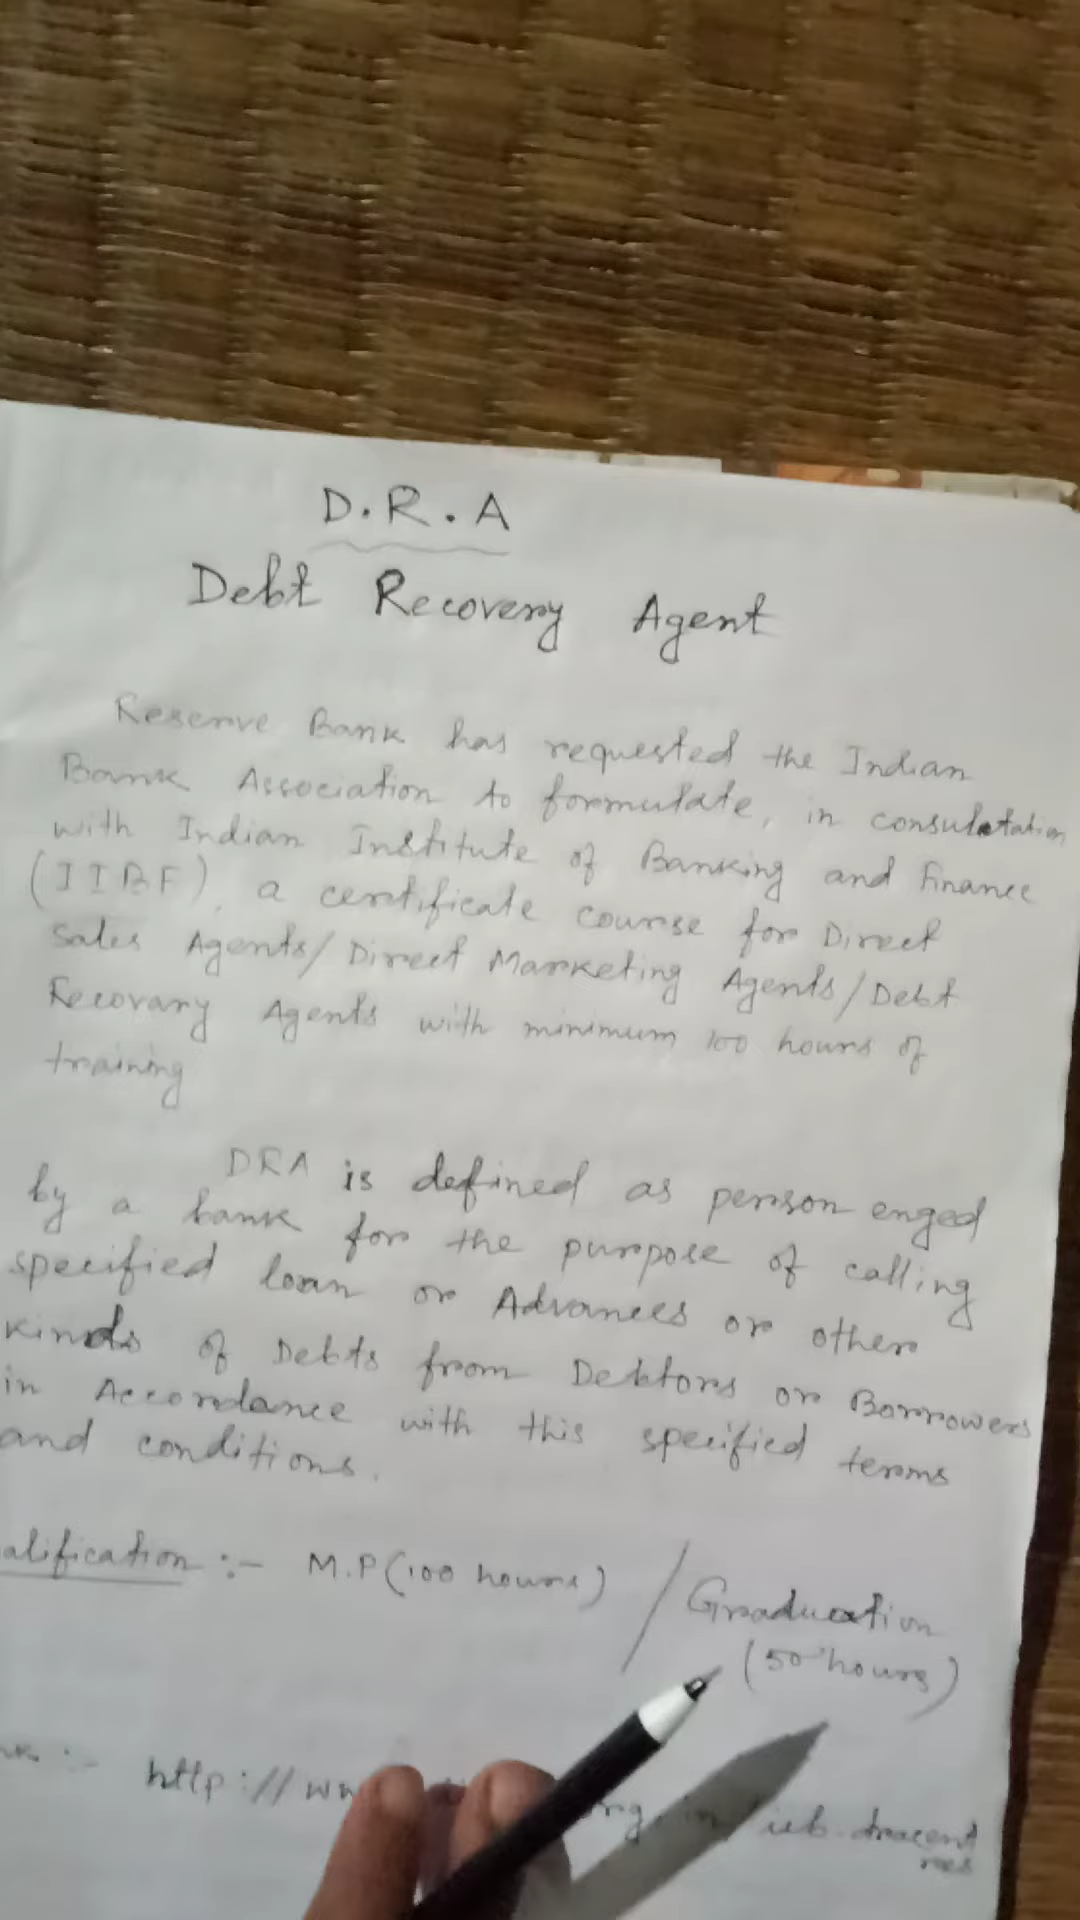 D.R.A
Debt Recovery Agent
Reserve Bank has requested the Indian
Bank Association to formulate, in consultation
with Indian Institute of Banking and Finance
(IIBF), a certificate course for Direct
Sales Agents/Direct Marketing Agents/Debt
Recovary Agents with minimum 100 hours of
training
DRA is defined as person enged
by a bank for the purpose of calling
specified loan or Advances or other
kinds of Debts from Debtors or Borrowers
in Accordance with this specified terms
and conditions.
alification :- M.P(100 hours) / Graduation
(50 hours)
http://ww